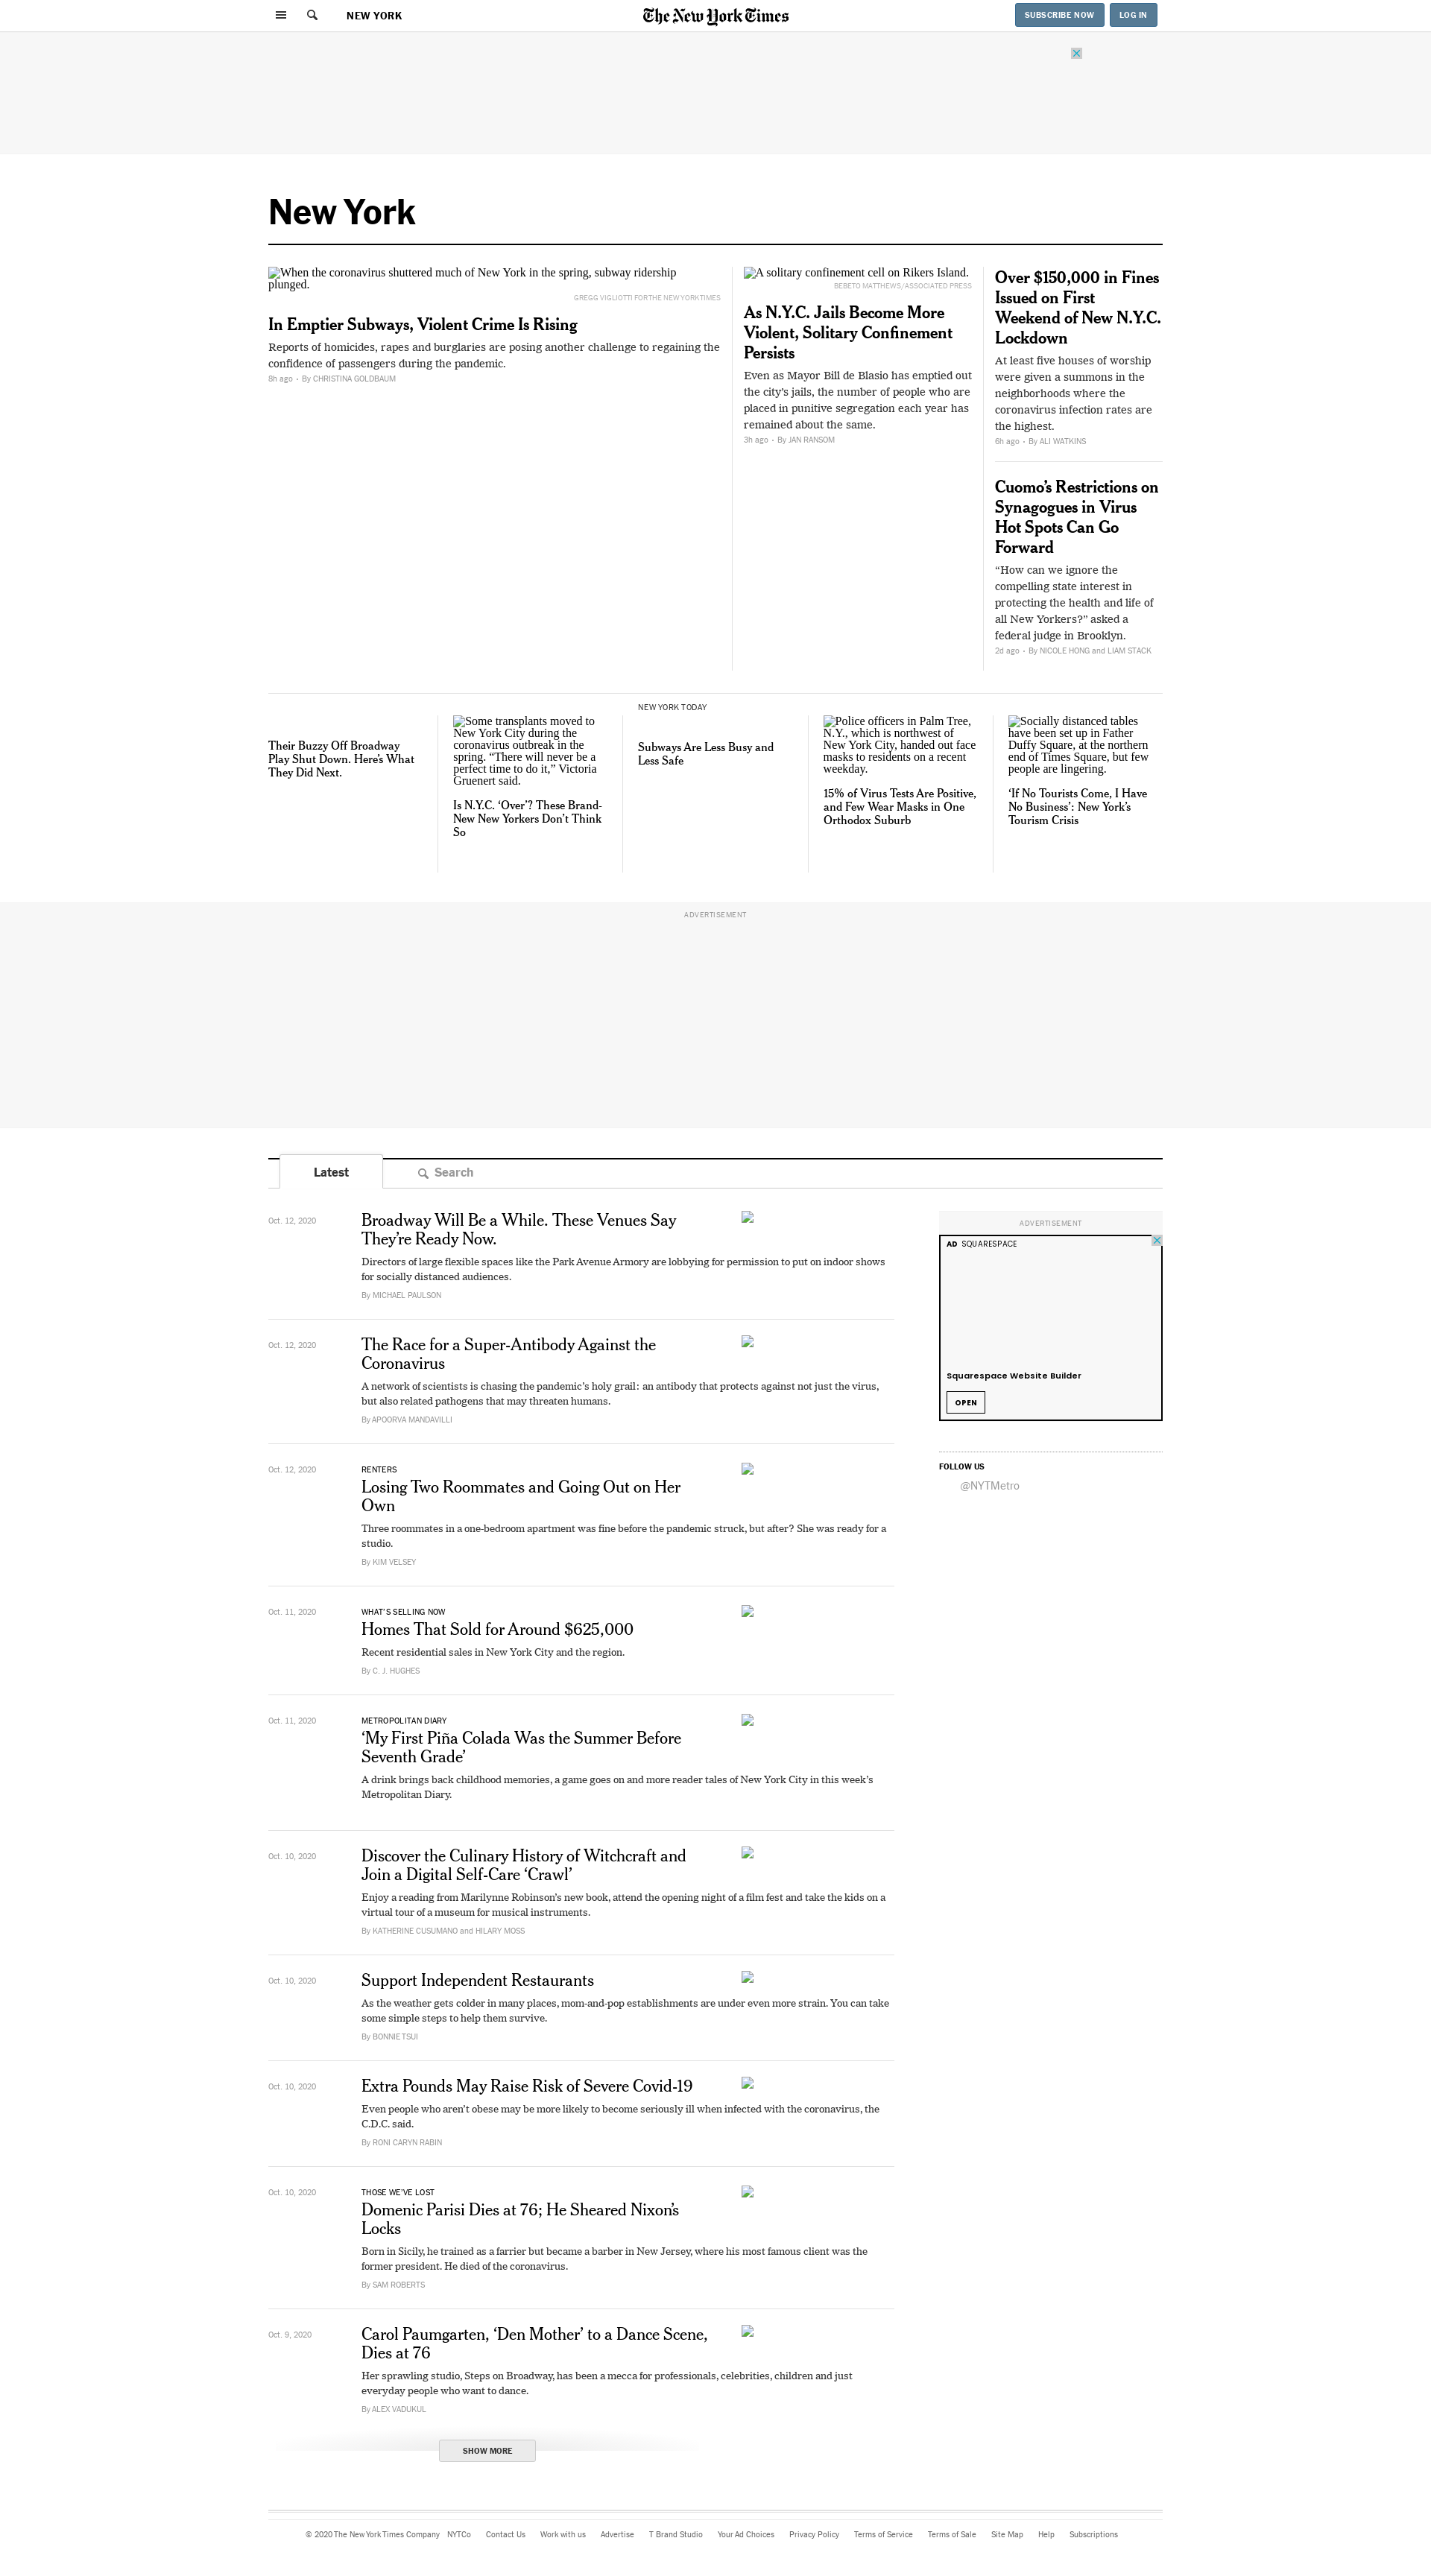 NEW YORK
The New York Times
SUBSCRIBE NOW
LOG IN
New York
When the coronavirus shuttered much of New York in the spring, subway ridership
plunged.
GREGG VIGLIOTTI FOR THE NEW YORK TIMES
In Emptier Subways, Violent Crime Is Rising
Reports of homicides, rapes and burglaries are posing another challenge to regaining the
confidence of passengers during the pandemic.
8h ago • By CHRISTINA GOLDBAUM
A solitary confinement cell on Rikers Island.
BEBETO MATTHEWS/ASSOCIATED PRESS
As N.Y.C. Jails Become More
Violent, Solitary Confinement
Persists
Even as Mayor Bill de Blasio has emptied out
the city’s jails, the number of people who are
placed in punitive segregation each year has
remained about the same.
3h ago • By JAN RANSOM
Over $150,000 in Fines
Issued on First
Weekend of New N.Y.C.
Lockdown
At least five houses of worship
were given a summons in the
neighborhoods where the
coronavirus infection rates are
the highest.
6h ago • By ALI WATKINS
Cuomo’s Restrictions on
Synagogues in Virus
Hot Spots Can Go
Forward
“How can we ignore the
compelling state interest in
protecting the health and life of
all New Yorkers?” asked a
federal judge in Brooklyn.
2d ago • By NICOLE HONG and LIAM STACK
Their Buzzy Off Broadway
Play Shut Down. Here’s What
They Did Next.
Some transplants moved to
New York City during the
coronavirus outbreak in the
spring. “There will never be a
perfect time to do it,” Victoria
Gruenert said.
Is N.Y.C. ‘Over’? These Brand-
New New Yorkers Don’t Think
So
NEW YORK TODAY
Subways Are Less Busy and
Less Safe
Police officers in Palm Tree,
N.Y., which is northwest of
New York City, handed out face
masks to residents on a recent
weekday.
15% of Virus Tests Are Positive,
and Few Wear Masks in One
Orthodox Suburb
Socially distanced tables
have been set up in Father
Duffy Square, at the northern
end of Times Square, but few
people are lingering.
‘If No Tourists Come, I Have
No Business’: New York’s
Tourism Crisis
ADVERTISEMENT
Latest
Search
Oct. 12, 2020
Broadway Will Be a While. These Venues Say
They’re Ready Now.
Directors of large flexible spaces like the Park Avenue Armory are lobbying for permission to put on indoor shows
for socially distanced audiences.
By MICHAEL PAULSON
Oct. 12, 2020
The Race for a Super-Antibody Against the
Coronavirus
A network of scientists is chasing the pandemic’s holy grail: an antibody that protects against not just the virus,
but also related pathogens that may threaten humans.
By APOORVA MANDAVILLI
Oct. 12, 2020
RENTERS
Losing Two Roommates and Going Out on Her
Own
Three roommates in a one-bedroom apartment was fine before the pandemic struck, but after? She was ready for a
studio.
By KIM VELSEY
Oct. 11, 2020
WHAT’S SELLING NOW
Homes That Sold for Around $625,000
Recent residential sales in New York City and the region.
By C. J. HUGHES
Oct. 11, 2020
METROPOLITAN DIARY
‘My First Piña Colada Was the Summer Before
Seventh Grade’
A drink brings back childhood memories, a game goes on and more reader tales of New York City in this week’s
Metropolitan Diary.
Oct. 10, 2020
Discover the Culinary History of Witchcraft and
Join a Digital Self-Care ‘Crawl’
Enjoy a reading from Marilynne Robinson’s new book, attend the opening night of a film fest and take the kids on a
virtual tour of a museum for musical instruments.
By KATHERINE CUSUMANO and HILARY MOSS
Oct. 10, 2020
Support Independent Restaurants
As the weather gets colder in many places, mom-and-pop establishments are under even more strain. You can take
some simple steps to help them survive.
By BONNIE TSUI
Oct. 10, 2020
Extra Pounds May Raise Risk of Severe Covid-19
Even people who aren’t obese may be more likely to become seriously ill when infected with the coronavirus, the
C.D.C. said.
By RONI CARYN RABIN
Oct. 10, 2020
THOSE WE’VE LOST
Domenic Parisi Dies at 76; He Sheared Nixon’s
Locks
Born in Sicily, he trained as a farrier but became a barber in New Jersey, where his most famous client was the
former president. He died of the coronavirus.
By SAM ROBERTS
Oct. 9, 2020
Carol Paumgarten, ‘Den Mother’ to a Dance Scene,
Dies at 76
Her sprawling studio, Steps on Broadway, has been a mecca for professionals, celebrities, children and just
everyday people who want to dance.
By ALEX VADUKUL
SHOW MORE
ADVERTISEMENT
AD SQUARESPACE
Squarespace Website Builder
OPEN
FOLLOW US
@NYTMetro
© 2020 The New York Times Company NYTCo Contact Us Work with us Advertise T Brand Studio Your Ad Choices Privacy Policy Terms of Service Terms of Sale Site Map Help Subscriptions